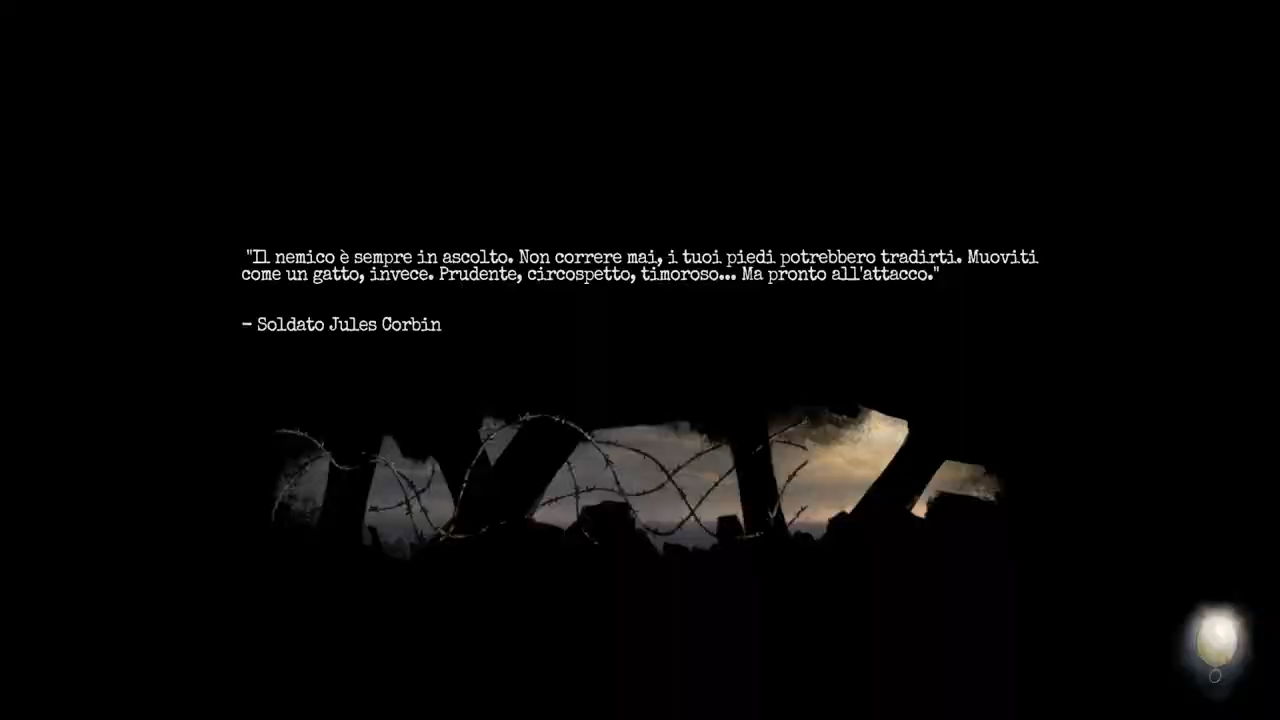 "Il nemico è sempre in ascolto. Non correre mai, i tuoi piedi potrebbero tradirti. Muoviti
come un gatto, invece. Prudente, circospetto, timoroso... Ma pronto all'attacco."
- Soldato Jules Corbin